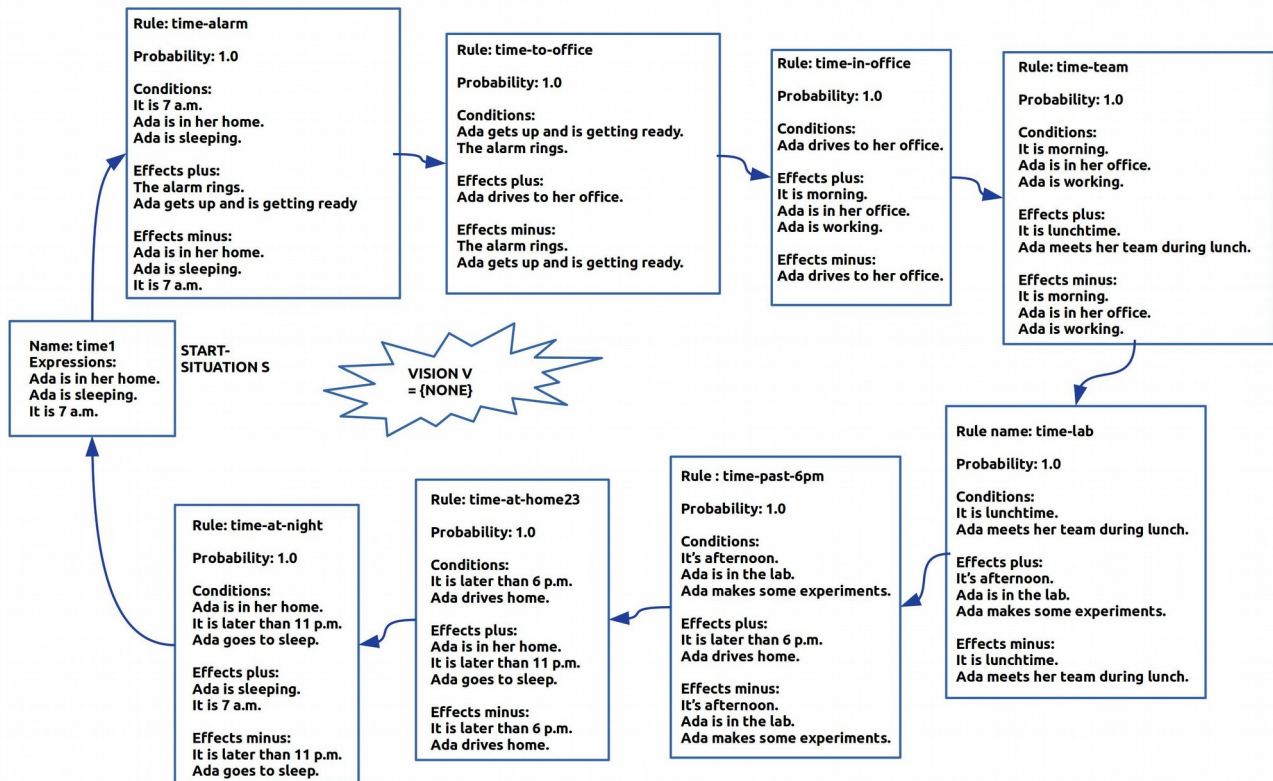 Rule: time-alarm
Probability: 1.0
Conditions:
It is 7 a.m.
Ada is in her home.
Ada is sleeping.
Effects plus:
The alarm rings.
Ada gets up and is getting ready
Effects minus:
Ada is in her home.
Ada is sleeping.
It is 7 a.m.
Rule: time-to-office
Probability: 1.0
Conditions:
Ada gets up and is getting ready.
The alarm rings.
Effects plus:
Ada drives to her office.
Effects minus:
The alarm rings.
Ada gets up and is getting ready.
Rule: time-in-office
Probability: 1.0
Conditions:
Ada drives to her office.
Effects plus:
It is morning.
Ada is in her office.
Ada is working.
Effects minus:
Ada drives to her office.
Rule: time-team
Probability: 1.0
Conditions:
It is morning.
Ada is in her office.
Ada is working.
Effects plus:
It is lunchtime.
Ada meets her team during lunch.
Effects minus:
It is morning.
Ada is in her office.
Ada is working.
Name: time1
Expressions:
Ada is in her home.
Ada is sleeping.
It is 7 a.m.
START-
SITUATION S
VISION V
= {NONE}
Rule name: time-lab
Probability: 1.0
Conditions:
It is lunchtime.
Ada meets her team during lunch.
Effects plus:
It's afternoon.
Ada is in the lab.
Ada makes some experiments.
Effects minus:
It is lunchtime.
Ada meets her team during lunch.
Rule : time-past-6pm
Probability: 1.0
Conditions:
It's afternoon.
Ada is in the lab.
Ada makes some experiments.
Effects plus:
It is later than 6 p.m.
Ada drives home.
Effects minus:
It's afternoon.
Ada is in the lab.
Ada makes some experiments.
Rule: time-at-home23
Probability: 1.0
Conditions:
It is later than 6 p.m.
Ada drives home.
Effects plus:
Ada is in her home.
It is later than 11 p.m.
Ada goes to sleep.
Effects minus:
It is later than 6 p.m.
Ada drives home.
Rule: time-at-night
Probability: 1.0
Conditions:
Ada is in her home.
It is later than 11 p.m.
Ada goes to sleep.
Effects plus:
Ada is sleeping.
It is 7 a.m.
Effects minus:
It is later than 11 p.m.
Ada goes to sleep.